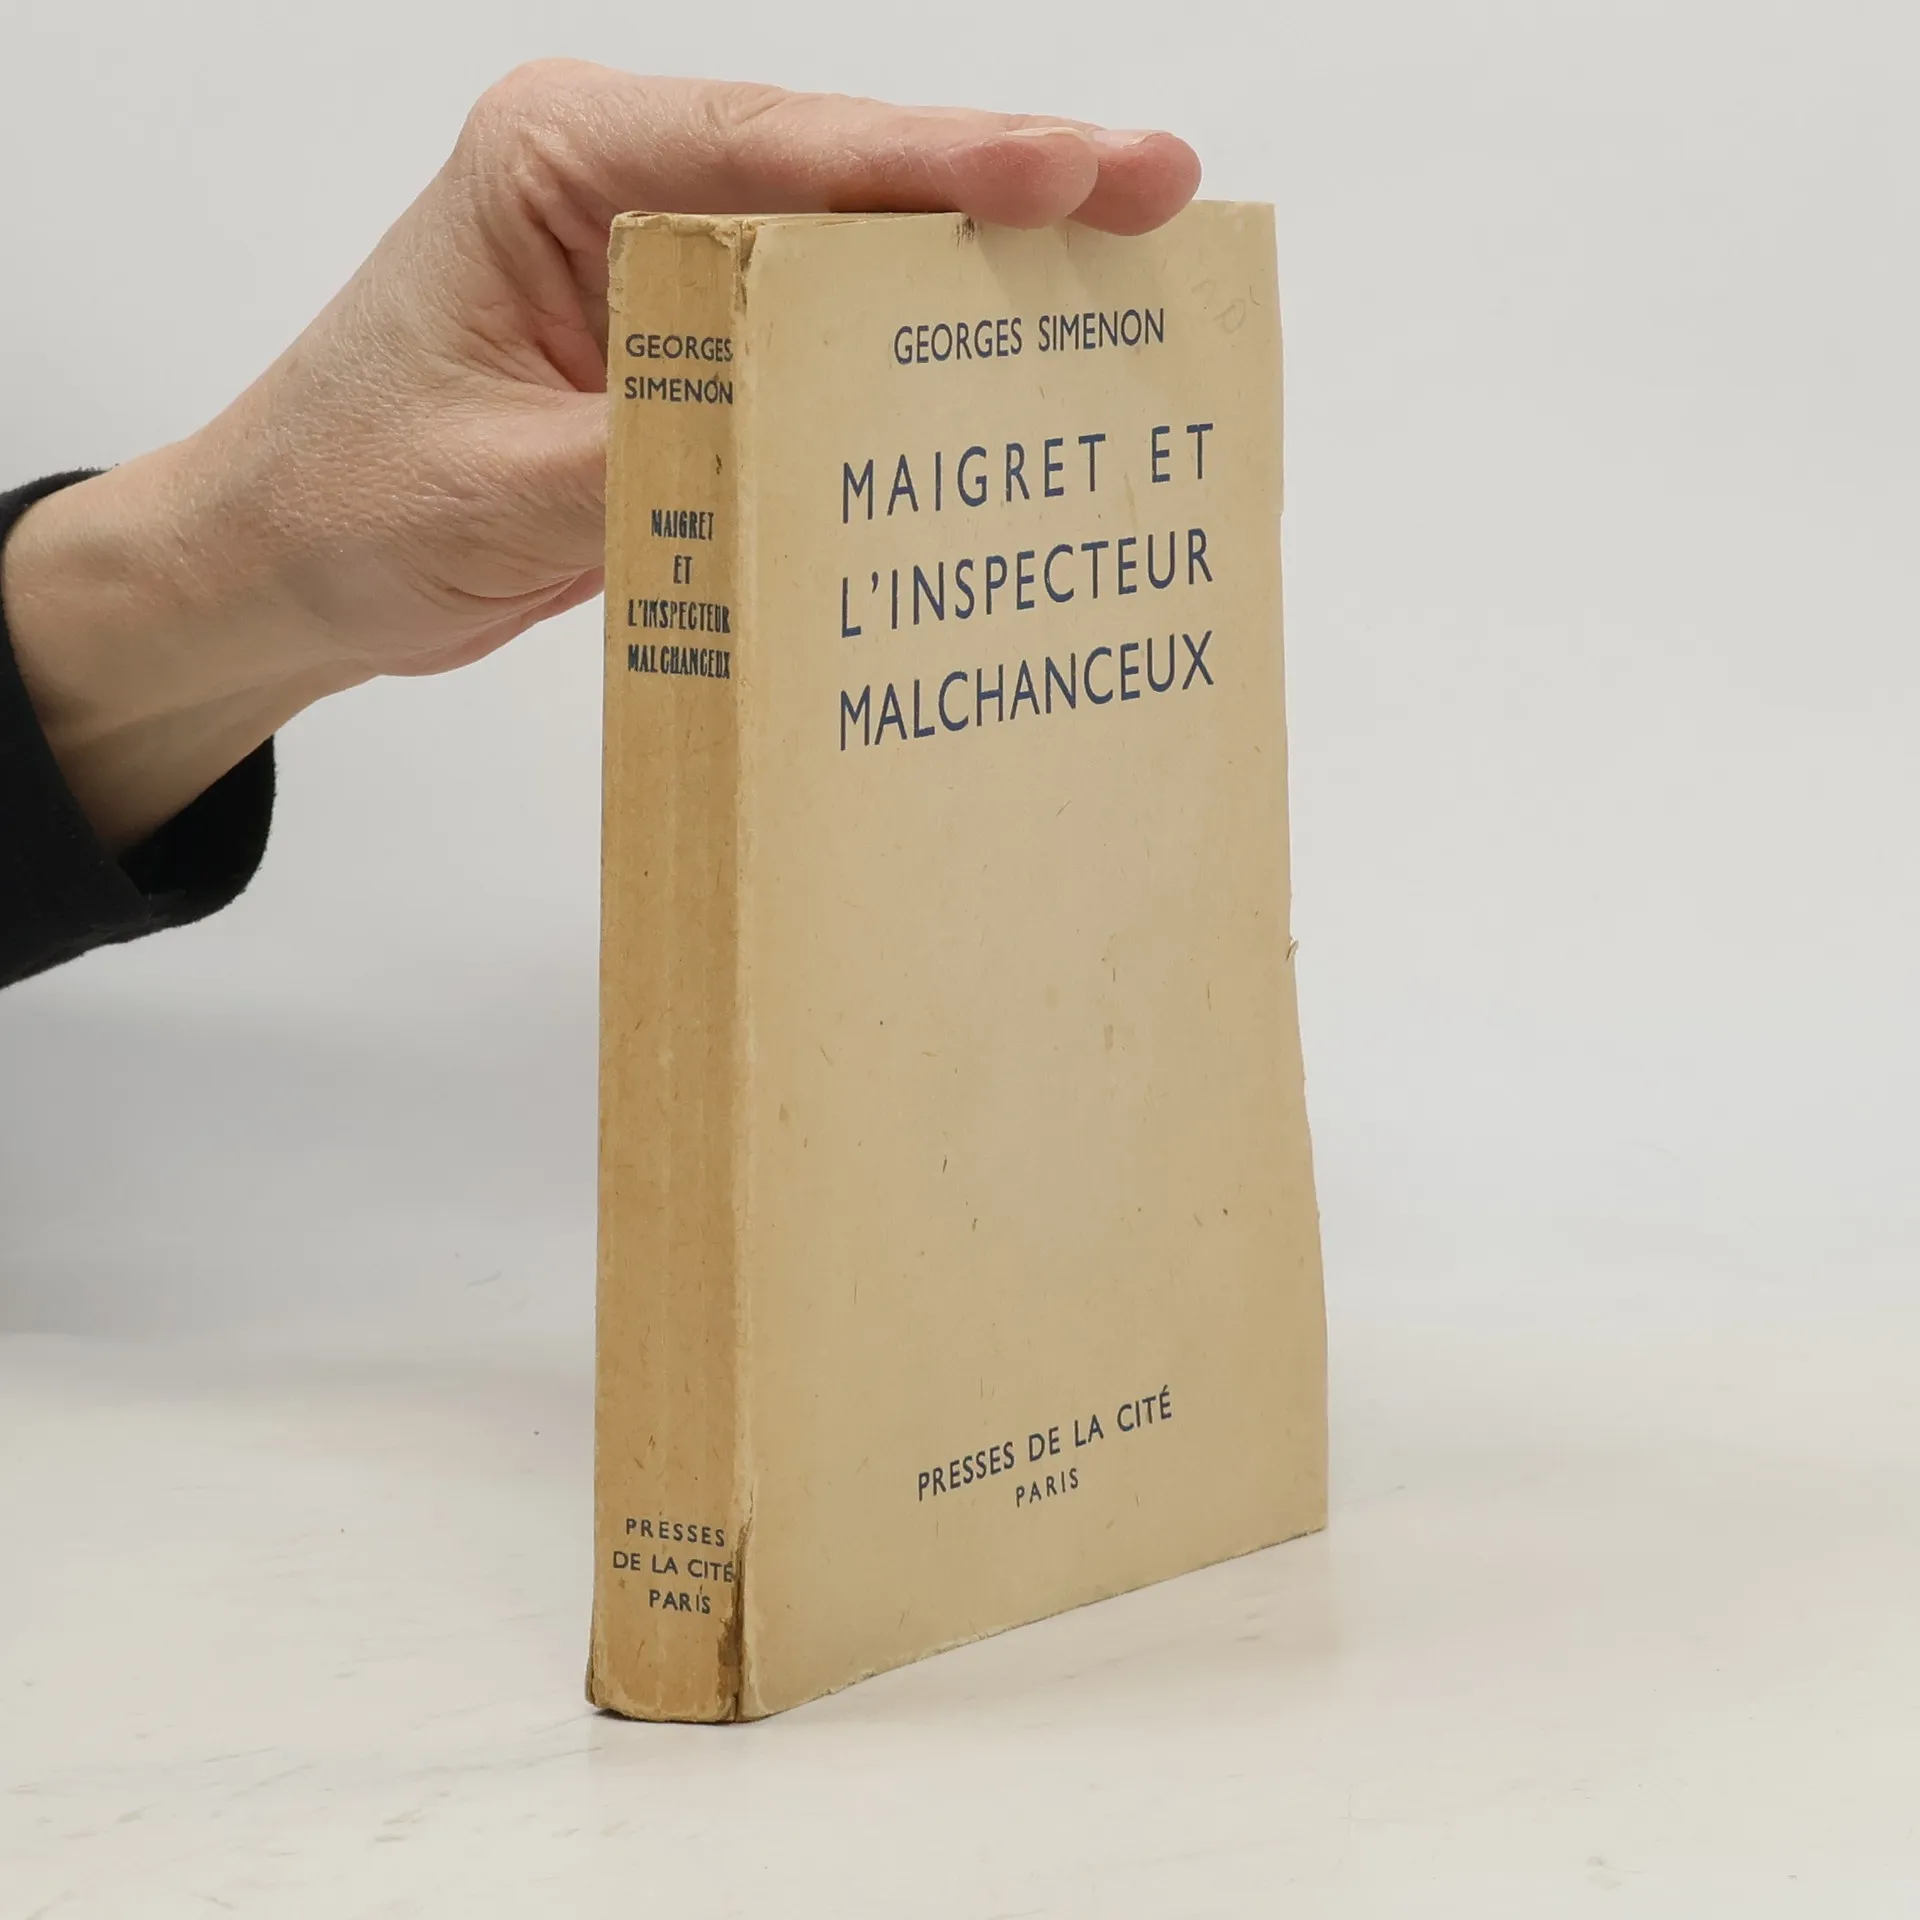 GEORGES
SIMENON
MAIGRET
ET
L'INSPECTEUR
MALCHANCEUX
PRESSES
DE LA CITÉ
PARIS
GEORGES SIMENON
MAIGRET ET
L'INSPECTEUR
MALCHANCEUX
PRESSES DE LA CITÉ
PARIS